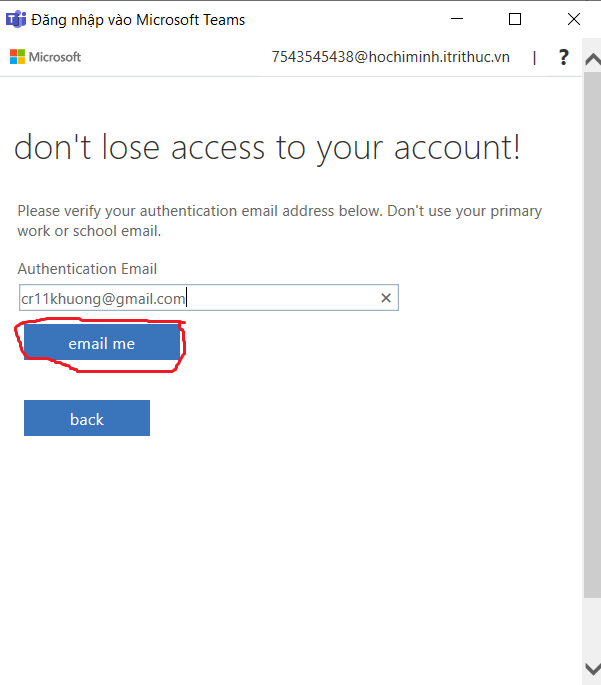 Đăng nhập vào Microsoft Teams
Microsoft 7543545438@hochiminh.itrithuc.vn | ?
don't lose access to your account!
Please verify your authentication email address below. Don't use your primary
work or school email.
Authentication Email
cr11khuong@gmail.com
email me
back